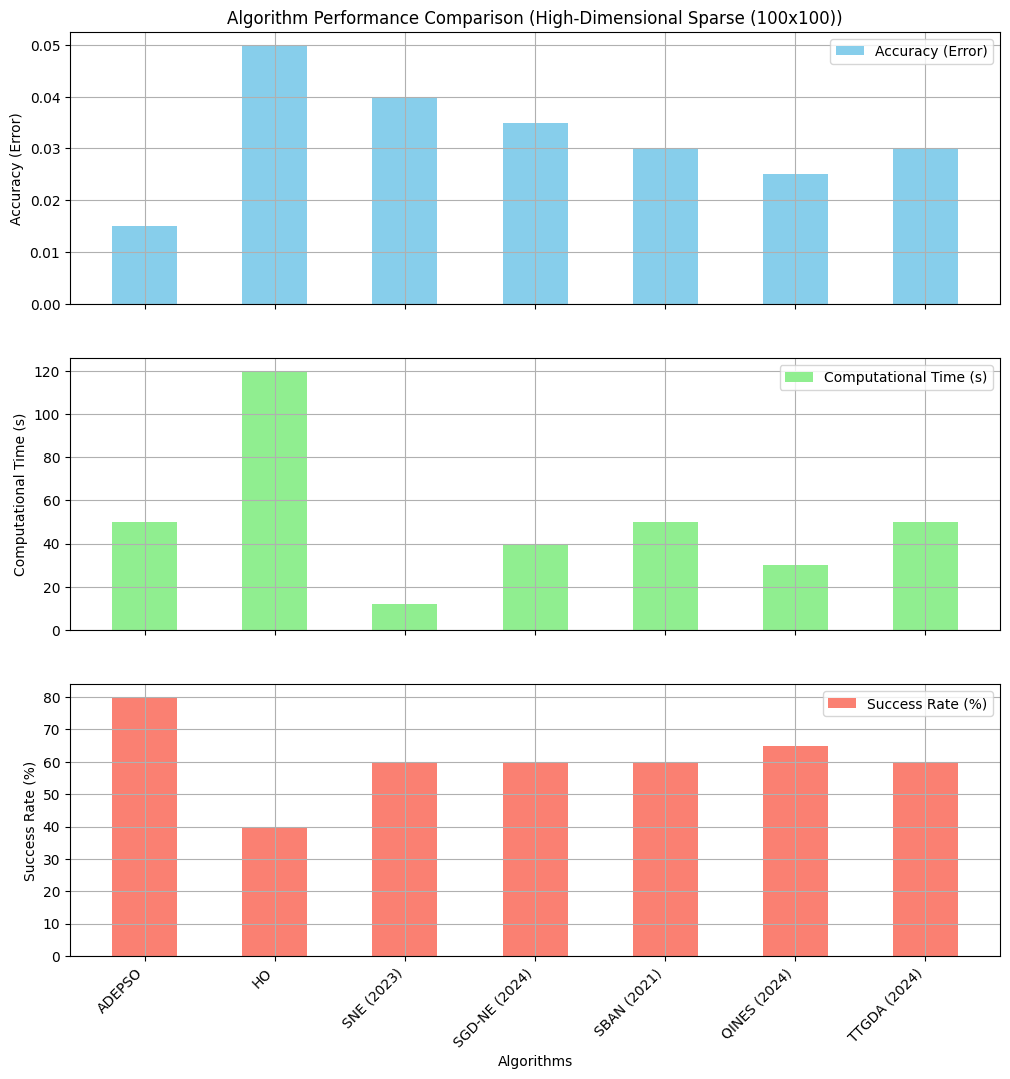 Algorithm Performance Comparison (High-Dimensional Sparse (100x100))
Accuracy (Error)
Accuracy (Error)
0.05
0.04
0.03
0.02
0.01
0.00
Computational Time (s)
Computational Time (s)
120
100
80
60
40
20
0
Success Rate (%)
Success Rate (%)
80
70
60
50
40
30
20
10
0
ADEPSO
HO
SNE (2023)
SGD-NE (2024)
SBAN (2021)
QINES (2024)
TTGDA (2024)
Algorithms